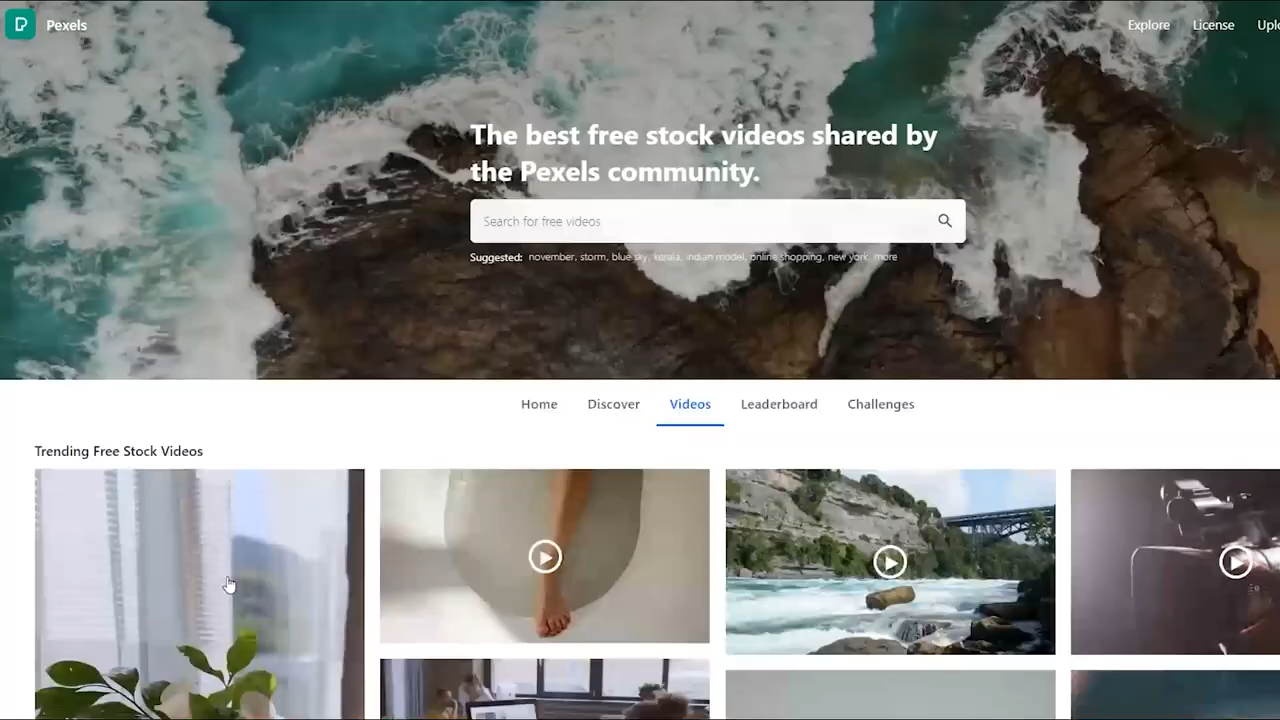 Pexels
Explore
License
Uplo
The best free stock videos shared by
the Pexels community.
Search for free videos
Suggested: november, storm, blue sky, kerala, indian model, online shopping, new york, more
Home
Discover
Videos
Leaderboard
Challenges
Trending Free Stock Videos